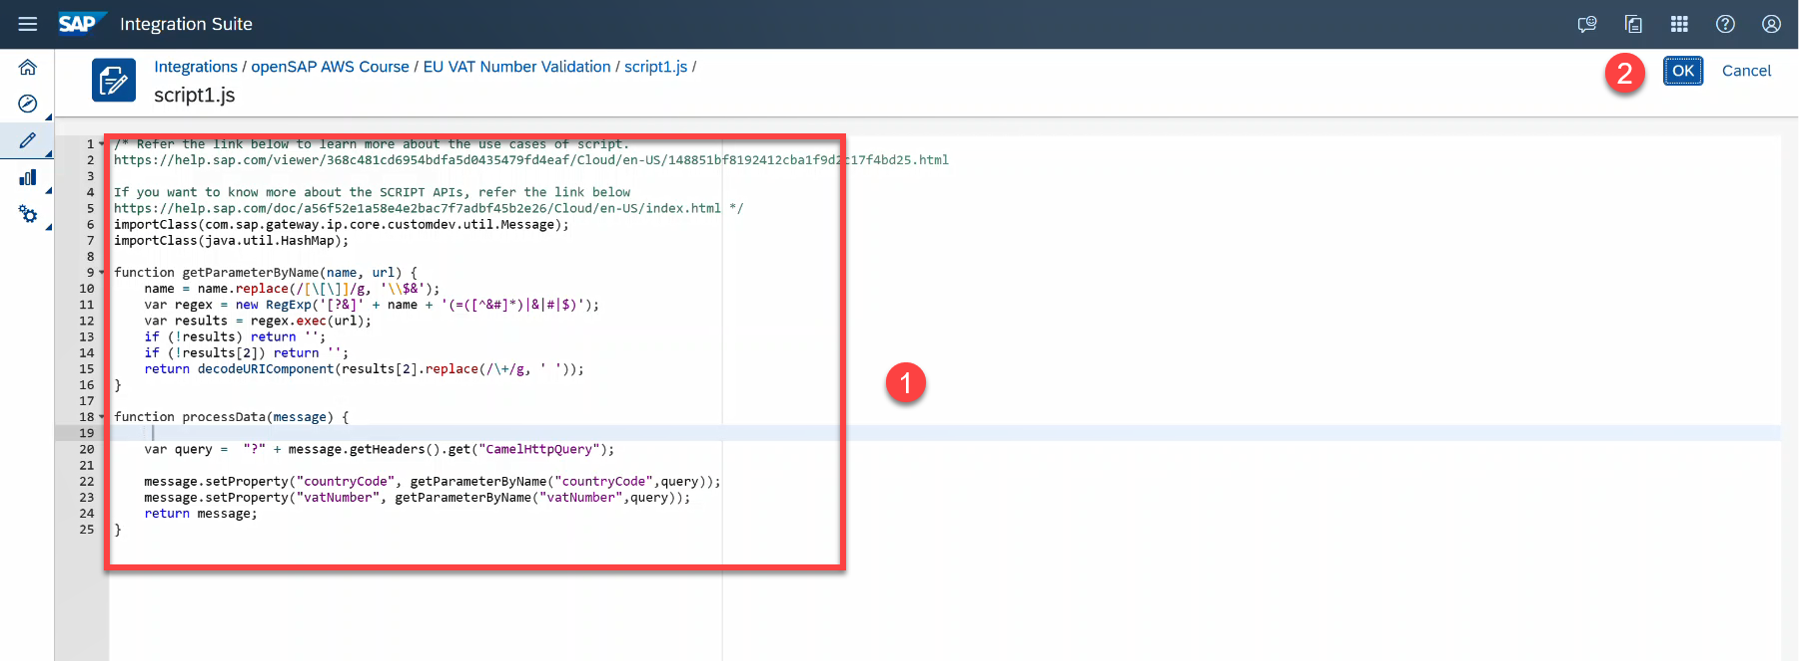 SAP Integration Suite
Integrations / openSAP AWS Course / EU VAT Number Validation / script1.js /
script1.js
2
OK
Cancel
1 /* Refer the link below to learn more about the use cases of script.
2 https://help.sap.com/viewer/368c481cd6954bdfa5d0435479fd4eaf/Cloud/en-US/148851bf8192412cba1f9d2c17f4bd25.html
3
4 If you want to know more about the SCRIPT APIs, refer the link below
5 https://help.sap.com/doc/a56f52e1a58e4e2bac7f7adbf45b2e26/Cloud/en-US/index.html */
6 importClass(com.sap.gateway.ip.core.customdev.util.Message);
7 importClass(java.util.HashMap);
8
9 function getParameterByName(name, url) {
10 name = name.replace(/[\[\]]/g, '\\$&');
11 var regex = new RegExp('[?&]' + name + '(=([^&#]*)|&|#|$)');
12 var results = regex.exec(url);
13 if (!results) return '';
14 if (!results[2]) return '';
15 return decodeURIComponent(results[2].replace(/\+/g, ' '));
16 }
17
18 function processData(message) {
19
20 var query =  "?" + message.getHeaders().get("CamelHttpQuery");
21
22 message.setProperty("countryCode", getParameterByName("countryCode",query));
23 message.setProperty("vatNumber", getParameterByName("vatNumber",query));
24 return message;
25 }
1